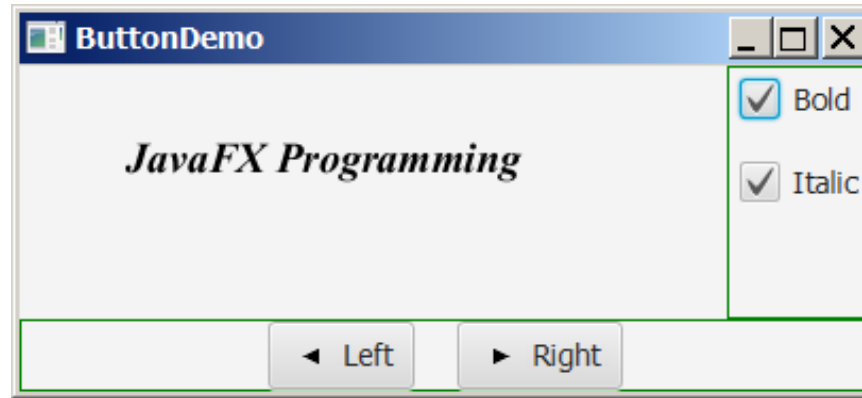 ButtonDemo
Bold
JavaFX Programming
Italic
Left
Right